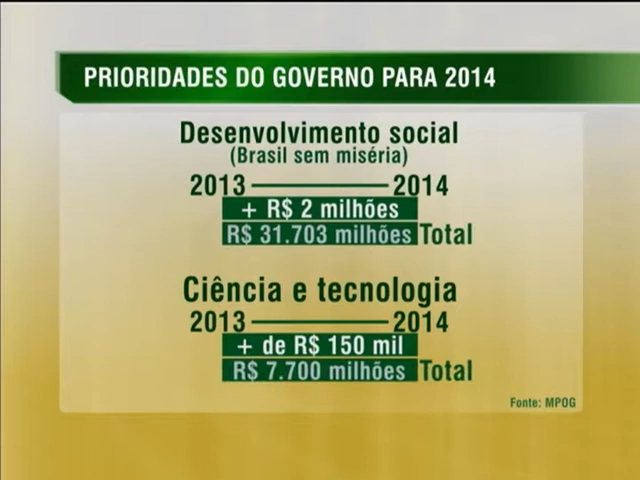 PRIORIDADES DO GOVERNO PARA 2014
Desenvolvimento social
(Brasil sem miséria)
2013 2014
+ R$ 2 milhões
R$ 31.703 milhões Total
Ciência e tecnologia
2013 2014
+ de R$ 150 mil
R$ 7.700 milhões Total
Fonte: MPOG